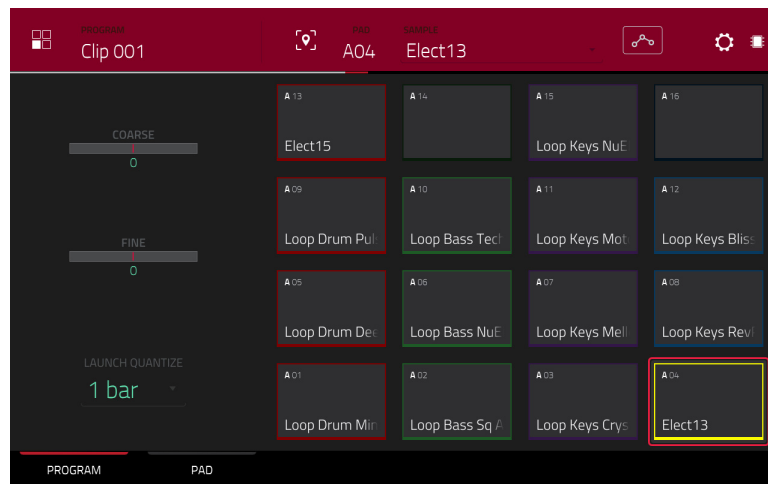 PROGRAM
Clip 001
PAD
A04
SAMPLE
Elect13
COARSE
0
FINE
0
LAUNCH QUANTIZE
1 bar
A 13
Elect15
A 14
A 15
Loop Keys NuE
A 16
A 09
Loop Drum Pul
A 10
Loop Bass Tech
A 11
Loop Keys Mot
A 12
Loop Keys Bliss
A 05
Loop Drum Dee
A 06
Loop Bass NuE
A 07
Loop Keys Mell
A 08
Loop Keys Rev
A 01
Loop Drum Min
A 02
Loop Bass Sq A
A 03
Loop Keys Crys
A 04
Elect13
PROGRAM
PAD